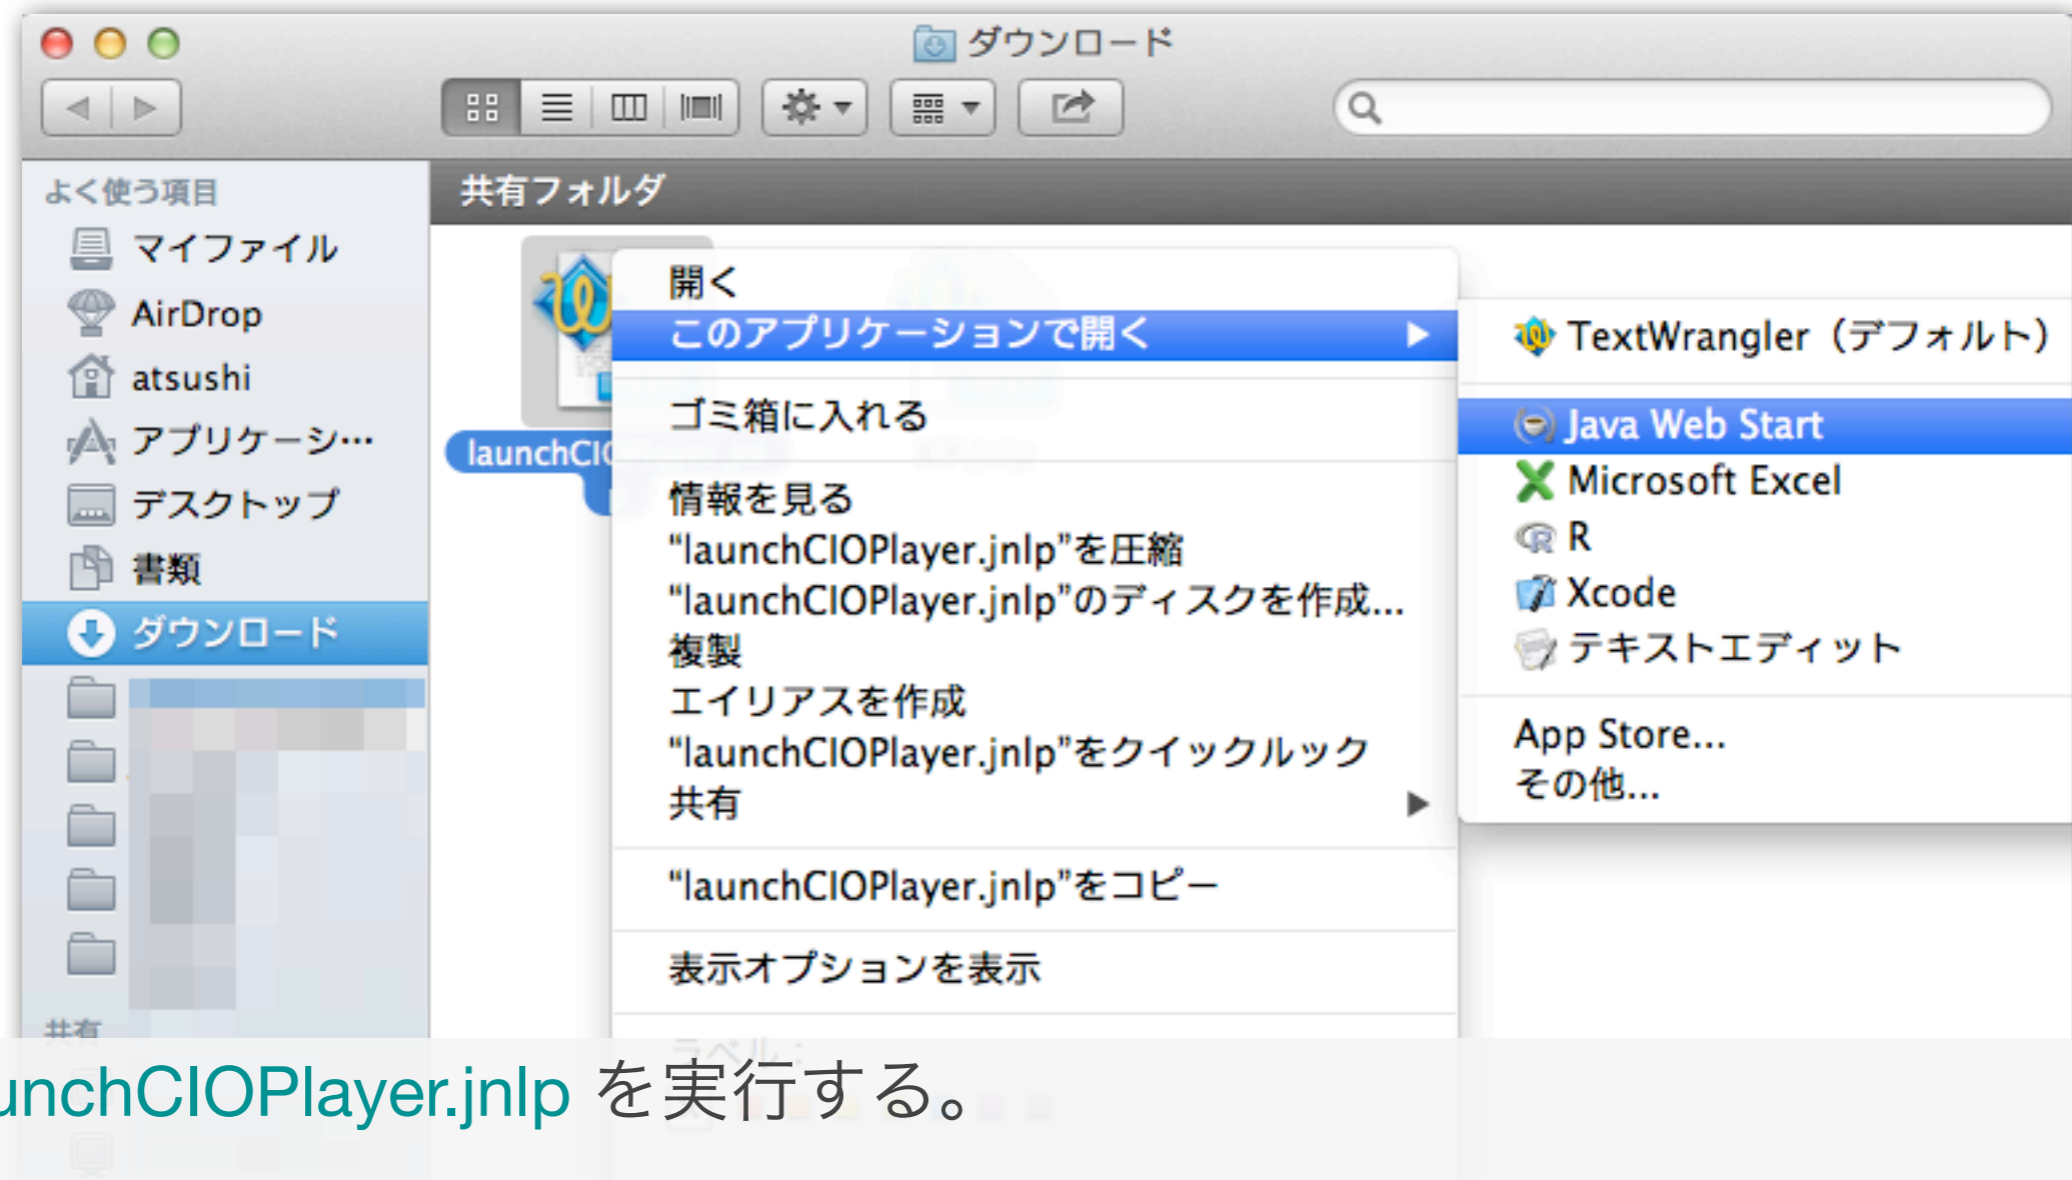 ダウンロード
よく使う項目
マイファイル
AirDrop
atsushi
アプリケーシ…
デスクトップ
書類
ダウンロード
共有
共有フォルダ
launchCIO
開く
このアプリケーションで開く
ゴミ箱に入れる
情報を見る
“launchCIOPlayer.jnlp”を圧縮
“launchCIOPlayer.jnlp”のディスクを作成...
複製
エイリアスを作成
“launchCIOPlayer.jnlp”をクイックルック
共有
“launchCIOPlayer.jnlp”をコピー
表示オプションを表示
ラベル：
TextWrangler（デフォルト）
Java Web Start
Microsoft Excel
R
Xcode
テキストエディット
App Store...
その他...
unchCIOPlayer.jnlp を実行する。